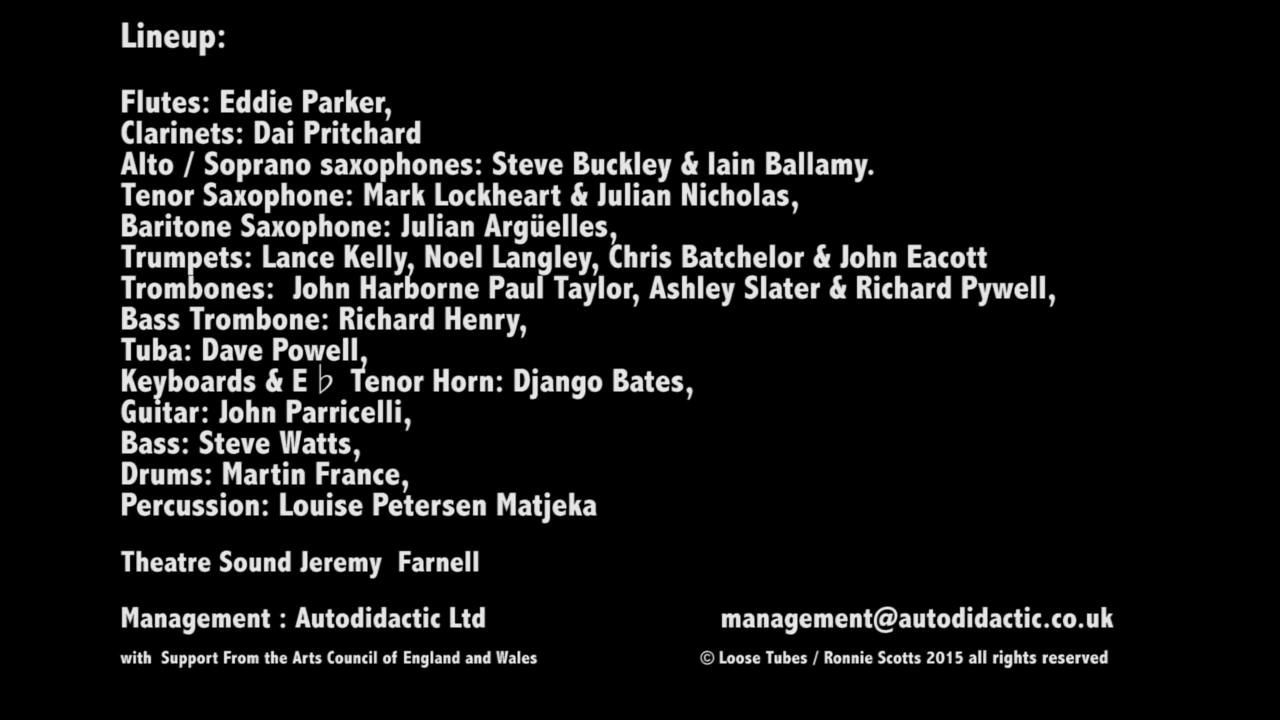 Lineup:
Flutes: Eddie Parker,
Clarinets: Dai Pritchard
Alto / Soprano saxophones: Steve Buckley & Iain Ballamy.
Tenor Saxophone: Mark Lockheart & Julian Nicholas,
Baritone Saxophone: Julian Argüelles,
Trumpets: Lance Kelly, Noel Langley, Chris Batchelor & John Eacott
Trombones:  John Harborne Paul Taylor, Ashley Slater & Richard Pywell,
Bass Trombone: Richard Henry,
Tuba: Dave Powell,
Keyboards & E ♭ Tenor Horn: Django Bates,
Guitar: John Parricelli,
Bass: Steve Watts,
Drums: Martin France,
Percussion: Louise Petersen Matjeka
Theatre Sound Jeremy  Farnell
Management : Autodidactic Ltd
management@autodidactic.co.uk
with  Support From the Arts Council of England and Wales
© Loose Tubes / Ronnie Scotts 2015 all rights reserved